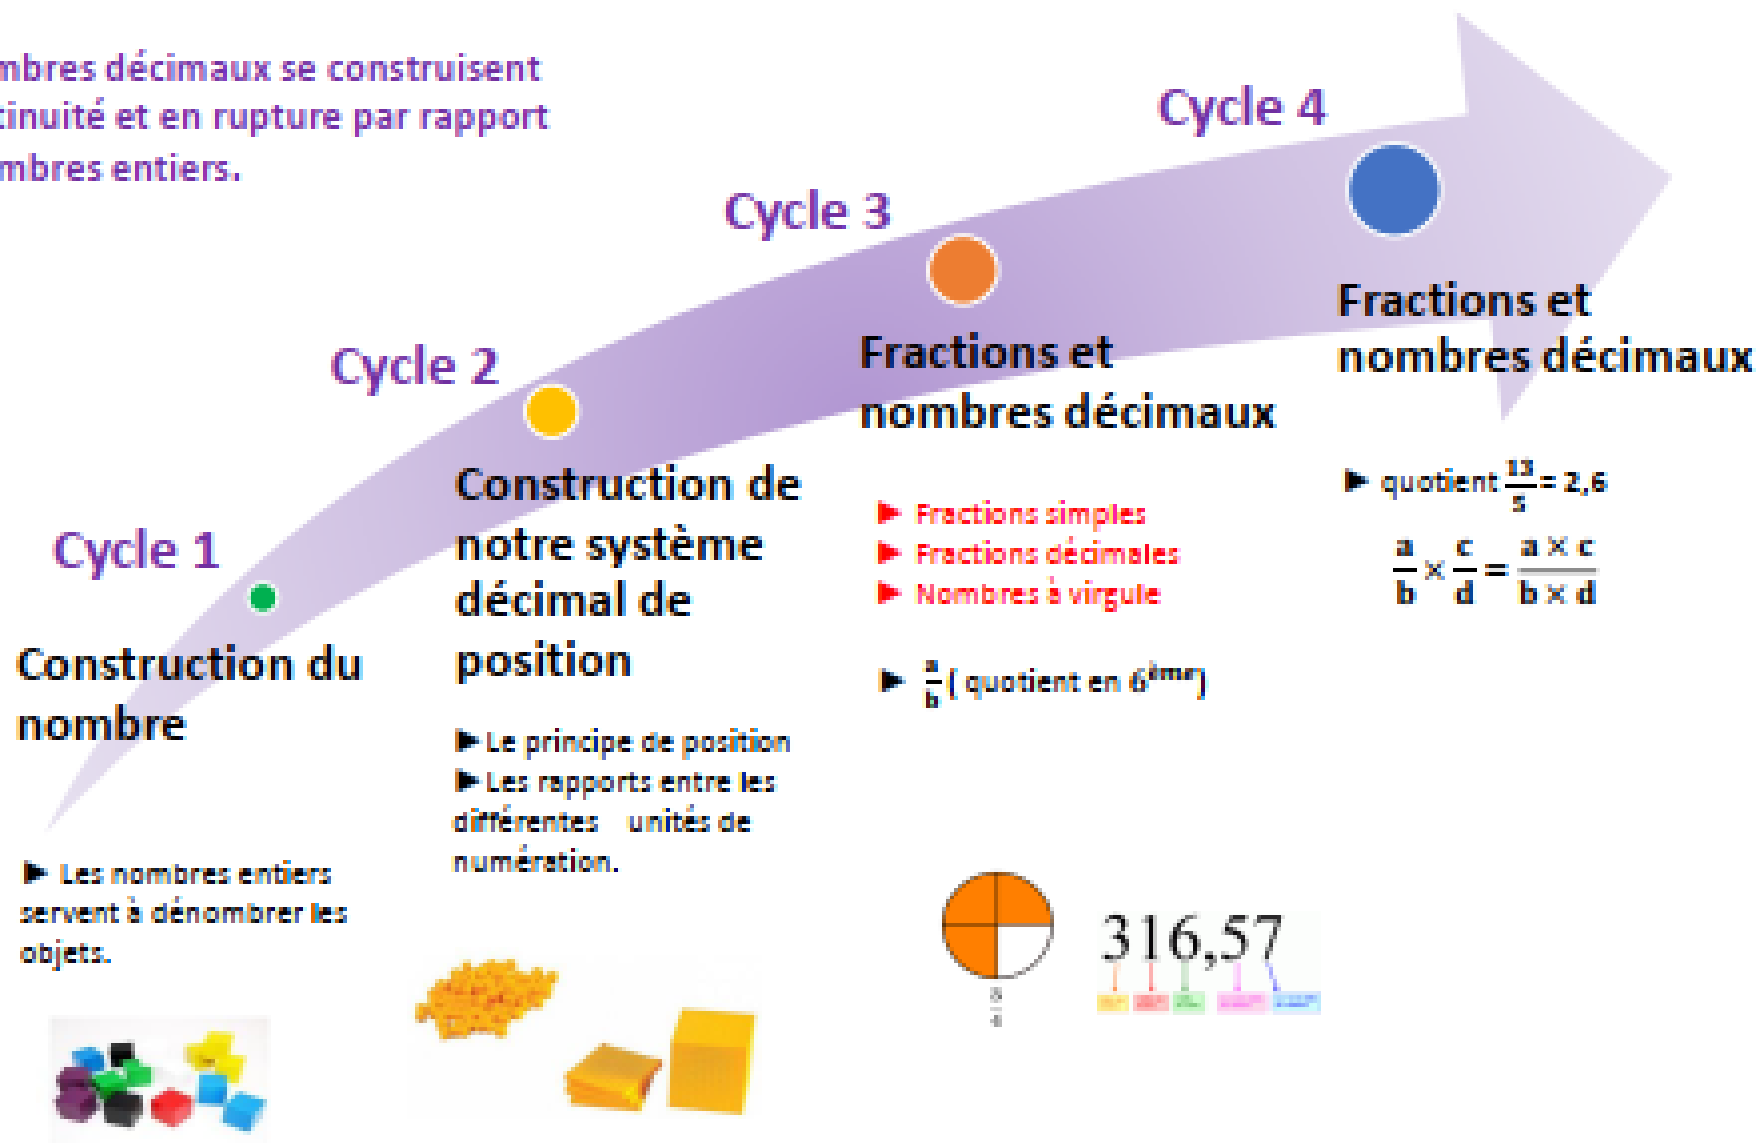 mbres décimaux se construisent
tinuité et en rupture par rapport
mbres entiers.
Cycle 1
Construction du
nombre
► Les nombres entiers
servent à dénombrer les
objets.
Cycle 2
Construction de
notre système
décimal de
position
► Le principe de position
► Les rapports entre les
différentes unités de
numération.
Cycle 3
Fractions et
nombres décimaux
► Fractions simples
► Fractions décimales
► Nombres à virgule
► a/b ( quotient en 6ème)
316,57
Cycle 4
Fractions et
nombres décimaux
► quotient 13/5 = 2,6
a/b × c/d = a × c / b × d